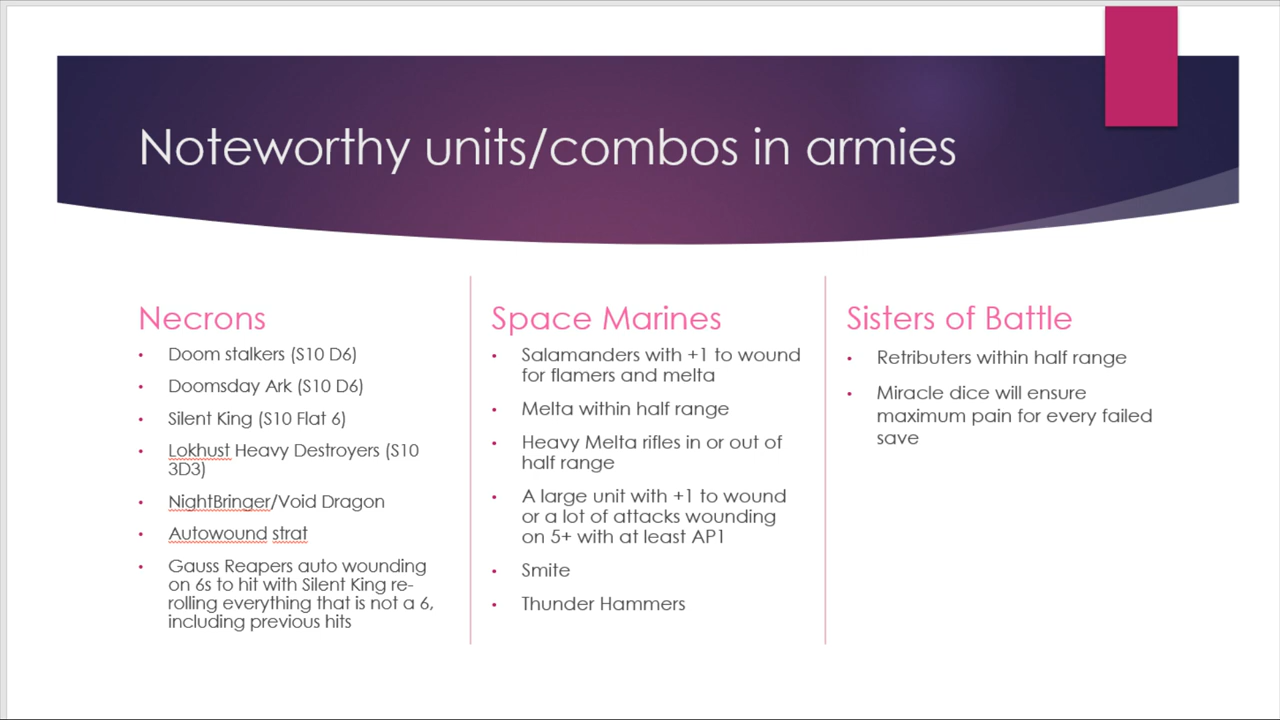 Noteworthy units/combos in armies
Necrons
• Doom stalkers (S10 D6)
• Doomsday Ark (S10 D6)
• Silent King (S10 Flat 6)
• Lokhust Heavy Destroyers (S10
3D3)
• NightBringer/Void Dragon
• Autowound strat
• Gauss Reapers auto wounding
on 6s to hit with Silent King re-
rolling everything that is not a 6,
including previous hits
Space Marines
• Salamanders with +1 to wound
for flamers and melta
• Melta within half range
• Heavy Melta rifles in or out of
half range
• A large unit with +1 to wound
or a lot of attacks wounding
on 5+ with at least AP1
• Smite
• Thunder Hammers
Sisters of Battle
• Retributers within half range
• Miracle dice will ensure
maximum pain for every failed
save